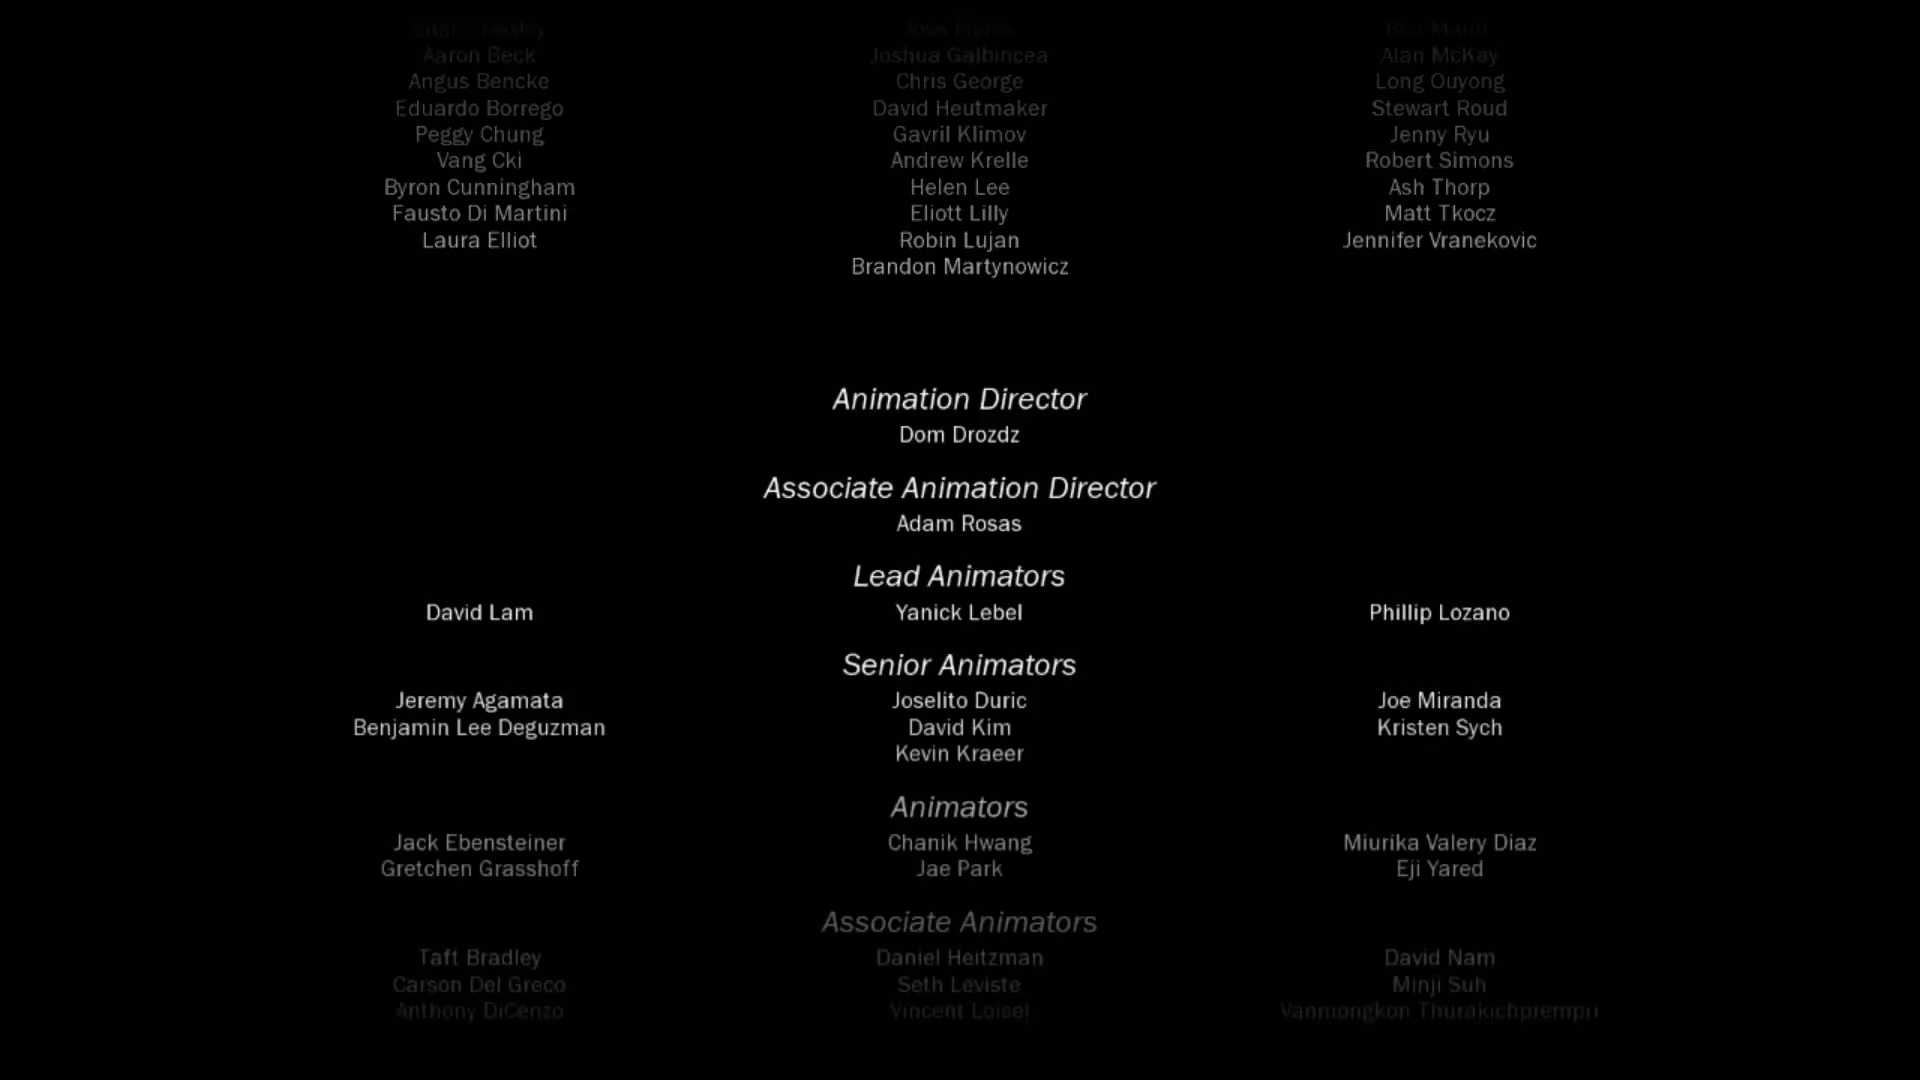 Aaron Beck Joshua Galbincea Alan McKay
Angus Bencke Chris George Long Ouyong
Eduardo Borrego David Heutmaker Stewart Roud
Peggy Chung Gavril Klimov Jenny Ryu
Vang Cki Andrew Krelle Robert Simons
Byron Cunningham Helen Lee Ash Thorp
Fausto Di Martini Eliott Lilly Matt Tkocz
Laura Elliot Robin Lujan Jennifer Vranekovic
Brandon Martynowicz
Animation Director
Dom Drozdz
Associate Animation Director
Adam Rosas
Lead Animators
David Lam Yanick Lebel Phillip Lozano
Senior Animators
Jeremy Agamata Joselito Duric Joe Miranda
Benjamin Lee Deguzman David Kim Kristen Sych
Kevin Kraeer
Animators
Jack Ebensteiner Chanik Hwang Miurika Valery Diaz
Gretchen Grasshoff Jae Park Eji Yared
Associate Animators
Taft Bradley Daniel Heitzman David Nam
Carson Del Greco Seth Leviste Minji Suh
Anthony DiCenzo Vincent Loisel Vanmongkon Thurakichprempri